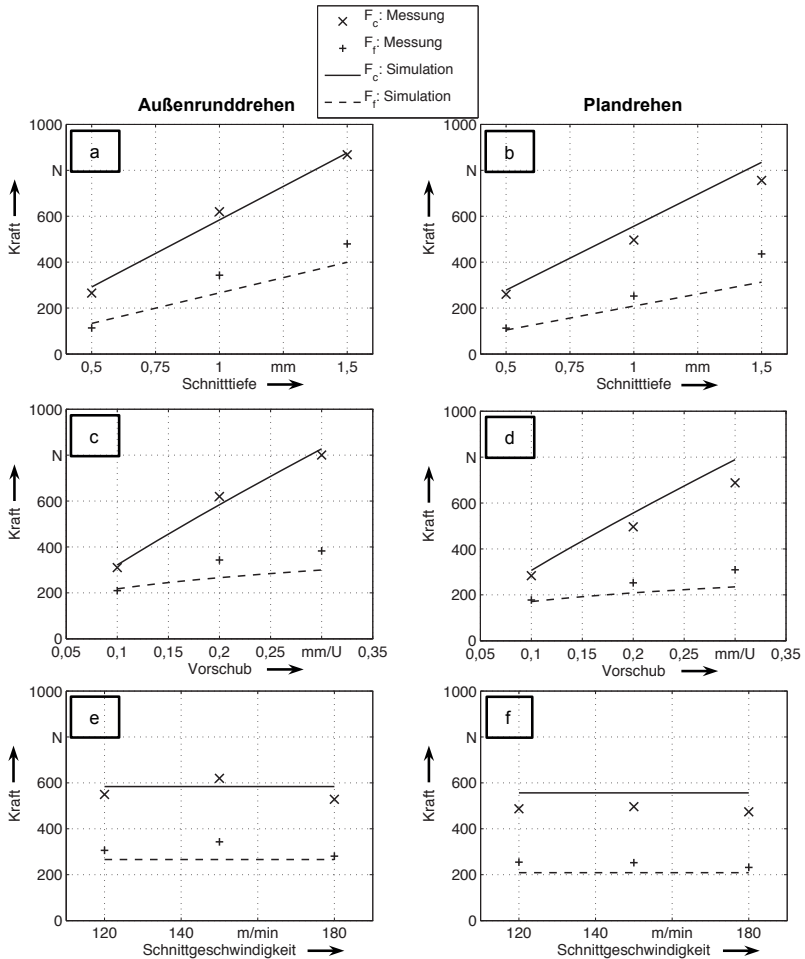 F_c: Messung
F_f: Messung
F_c: Simulation
F_f: Simulation
Außenrunddrehen
Plandrehen
a
1000
N
600
400
200
0
Kraft
0,5 0,75 1 mm 1,5
Schnitttiefe
b
1000
N
600
400
200
0
Kraft
0,5 0,75 1 mm 1,5
Schnitttiefe
c
1000
N
600
400
200
0
Kraft
0,05 0,1 0,15 0,2 0,25 mm/U 0,35
Vorschub
d
1000
N
600
400
200
0
Kraft
0,05 0,1 0,15 0,2 0,25 mm/U 0,35
Vorschub
e
1000
N
600
400
200
0
Kraft
120 140 m/min 180
Schnittgeschwindigkeit
f
1000
N
600
400
200
0
Kraft
120 140 m/min 180
Schnittgeschwindigkeit